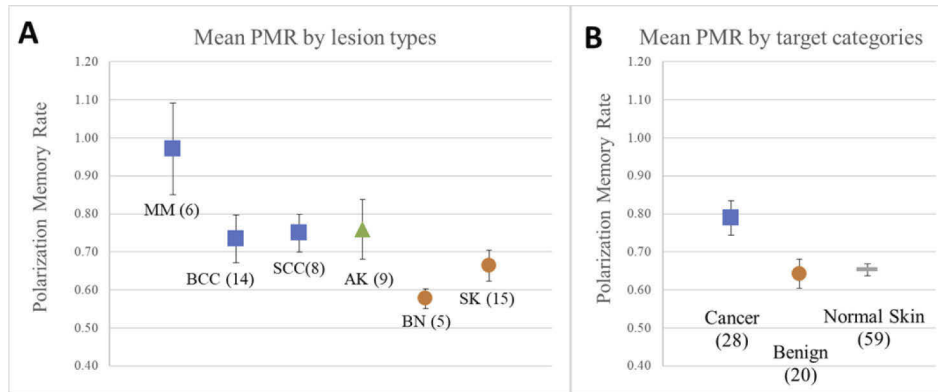 A
Mean PMR by lesion types
Polarization Memory Rate
1.20
1.10
1.00
0.90
0.80
0.70
0.60
0.50
0.40
MM (6)
BCC (14)
SCC(8)
AK (9)
BN (5)
SK (15)
B
Mean PMR by target categories
Polarization Memory Rate
1.20
1.10
1.00
0.90
0.80
0.70
0.60
0.50
0.40
Cancer
(28)
Benign
(20)
Normal Skin
(59)